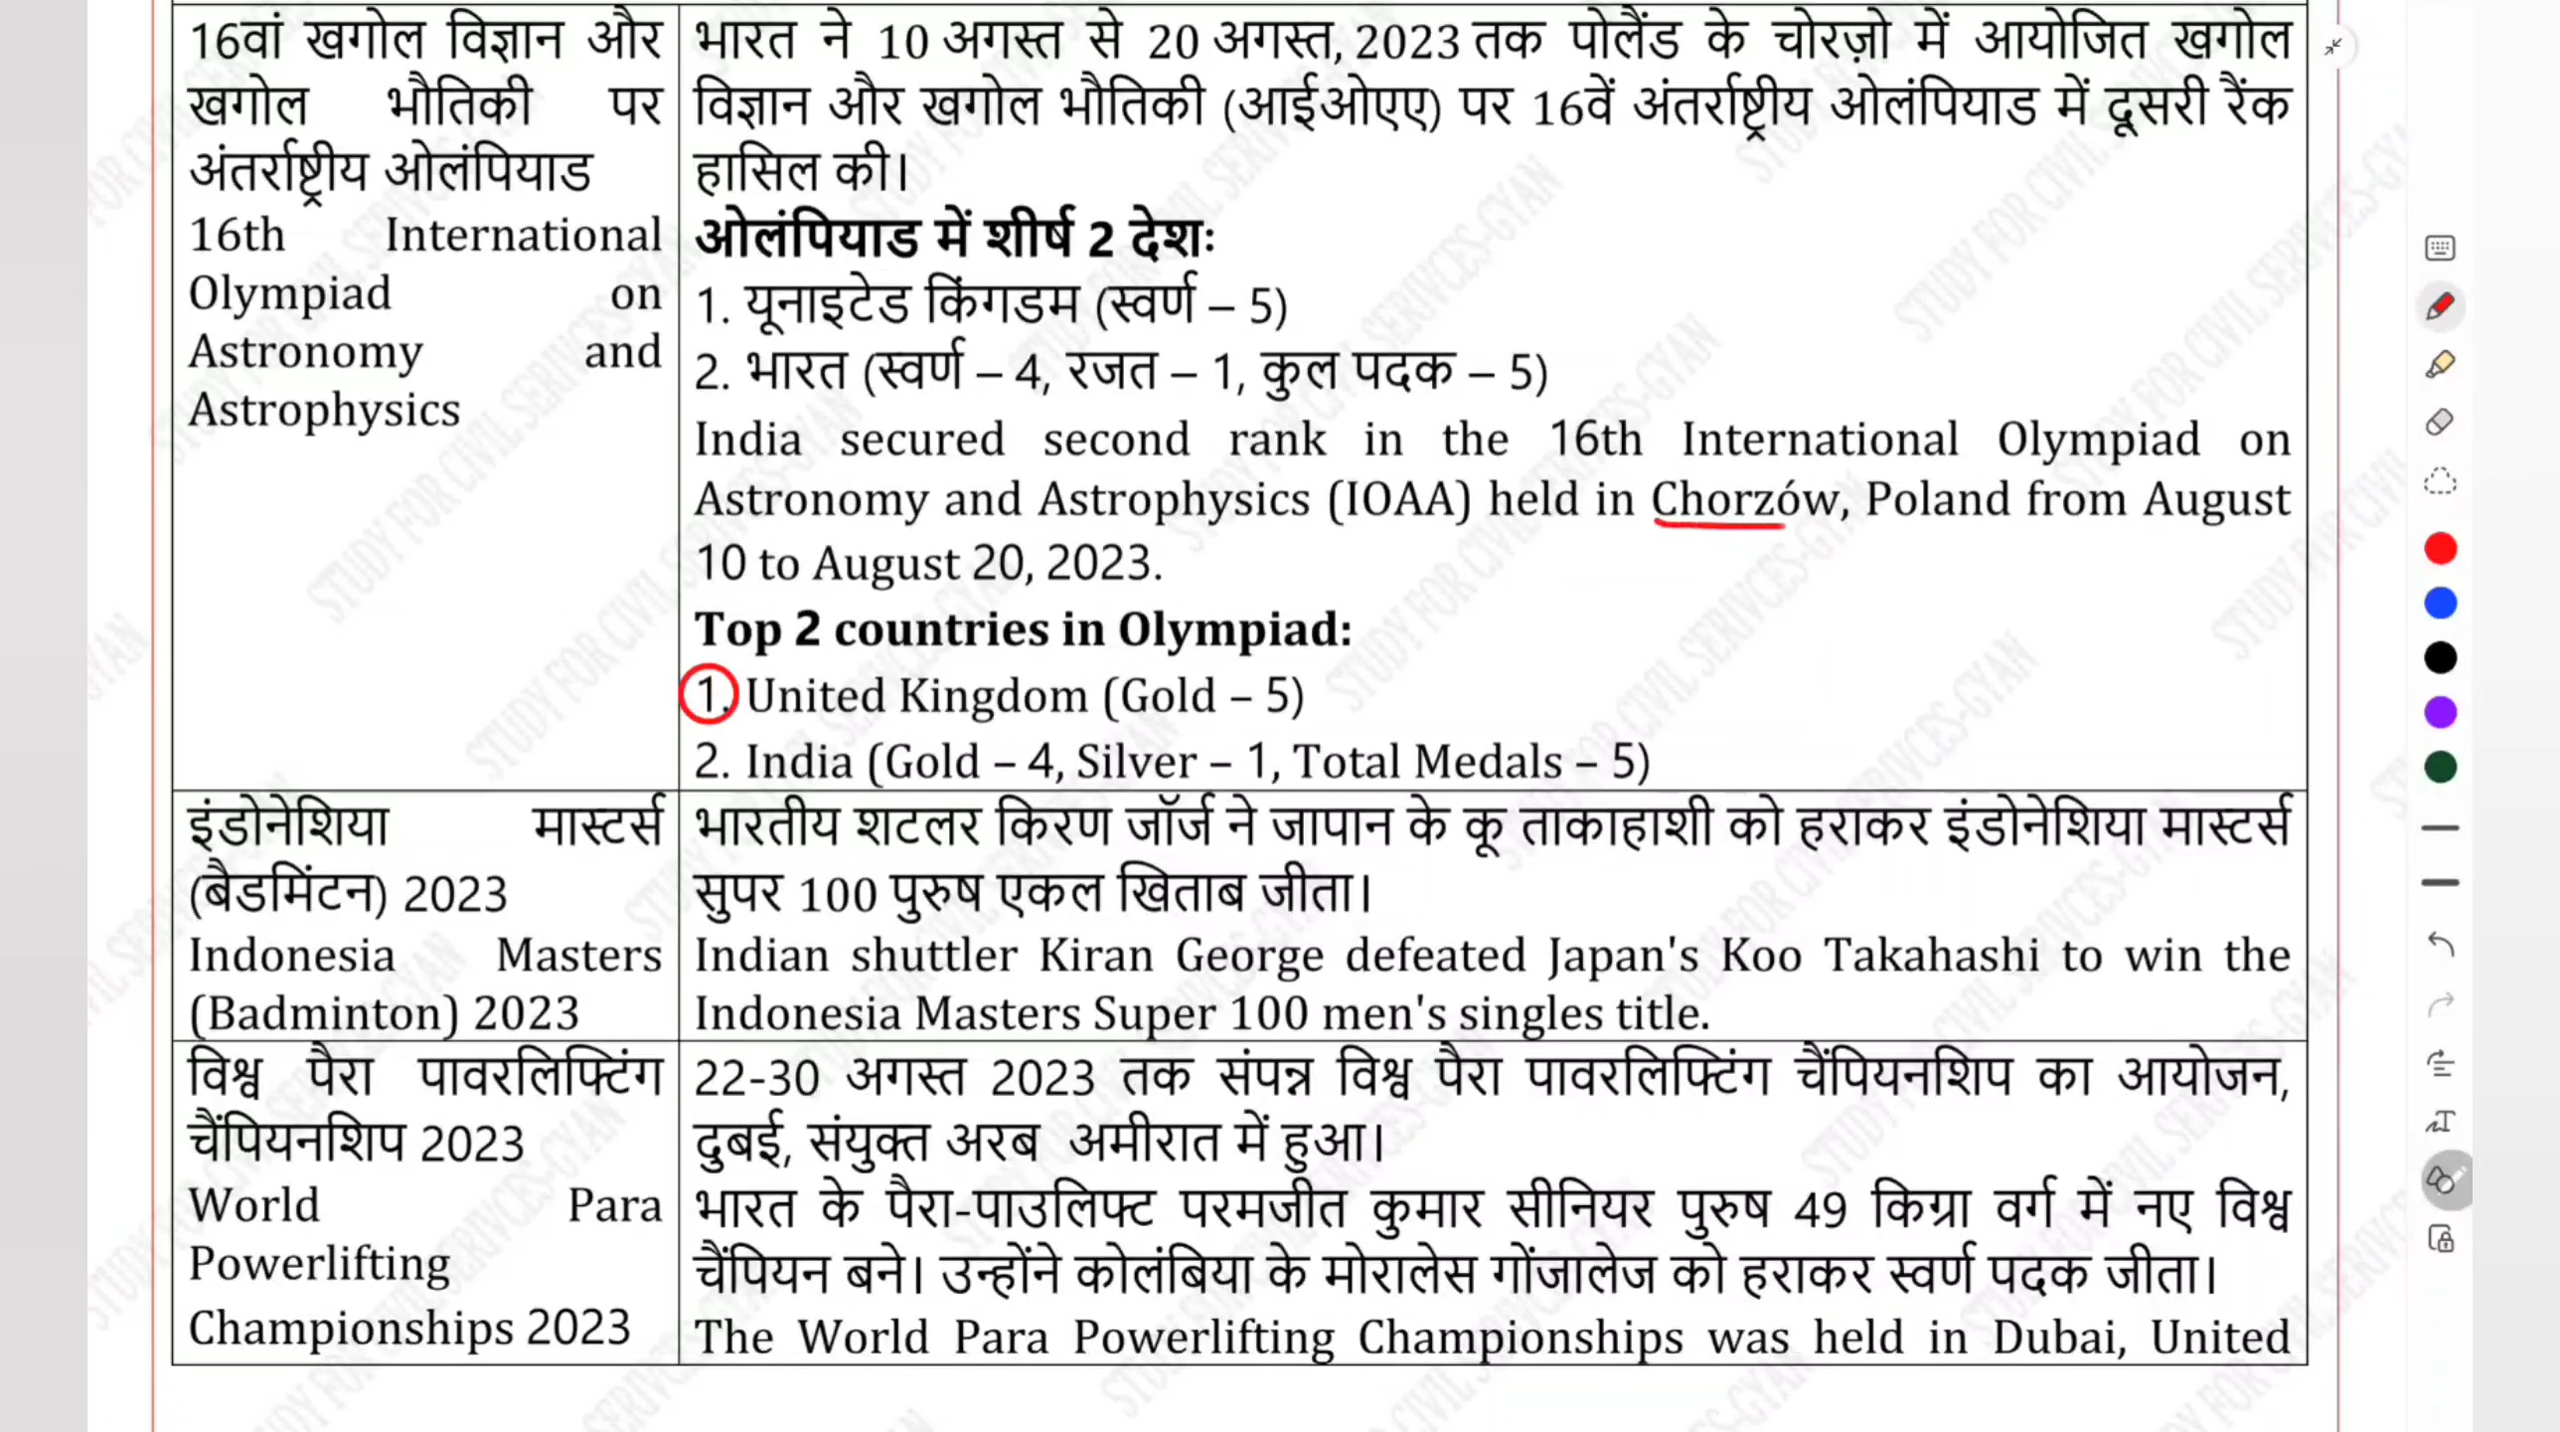 16वां खगोल विज्ञान और
खगोल भौतिकी पर
अंतर्राष्ट्रीय ओलंपियाड
16th International
Olympiad on
Astronomy and
Astrophysics
भारत ने 10 अगस्त से 20 अगस्त, 2023 तक पोलैंड के चोरज़ो में आयोजित खगोल
विज्ञान और खगोल भौतिकी (आईओएए) पर 16वें अंतर्राष्ट्रीय ओलंपियाड में दूसरी रैंक
हासिल की।
ओलंपियाड में शीर्ष 2 देशः
1. यूनाइटेड किंगडम (स्वर्ण – 5)
2. भारत (स्वर्ण – 4, रजत – 1, कुल पदक – 5)
India secured second rank in the 16th International Olympiad on
Astronomy and Astrophysics (IOAA) held in Chorzów, Poland from August
10 to August 20, 2023.
Top 2 countries in Olympiad:
1. United Kingdom (Gold – 5)
2. India (Gold – 4, Silver – 1, Total Medals – 5)
इंडोनेशिया मास्टर्स
(बैडमिंटन) 2023
Indonesia Masters
(Badminton) 2023
भारतीय शटलर किरण जॉर्ज ने जापान के कू ताकाहाशी को हराकर इंडोनेशिया मास्टर्स
सुपर 100 पुरुष एकल खिताब जीता।
Indian shuttler Kiran George defeated Japan's Koo Takahashi to win the
Indonesia Masters Super 100 men's singles title.
विश्व पैरा पावरलिफ्टिंग
चैंपियनशिप 2023
World Para
Powerlifting
Championships 2023
22-30 अगस्त 2023 तक संपन्न विश्व पैरा पावरलिफ्टिंग चैंपियनशिप का आयोजन,
दुबई, संयुक्त अरब अमीरात में हुआ।
भारत के पैरा-पाउलिफ्ट परमजीत कुमार सीनियर पुरुष 49 किग्रा वर्ग में नए विश्व
चैंपियन बने। उन्होंने कोलंबिया के मोरालेस गोंजालेज को हराकर स्वर्ण पदक जीता।
The World Para Powerlifting Championships was held in Dubai, United
STUDY FOR CIVIL SERIVCES-GYAN